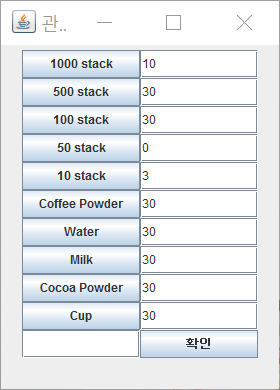 관..
1000 stack 10
500 stack 30
100 stack 30
50 stack 0
10 stack 3
Coffee Powder 30
Water 30
Milk 30
Cocoa Powder 30
Cup 30
확인